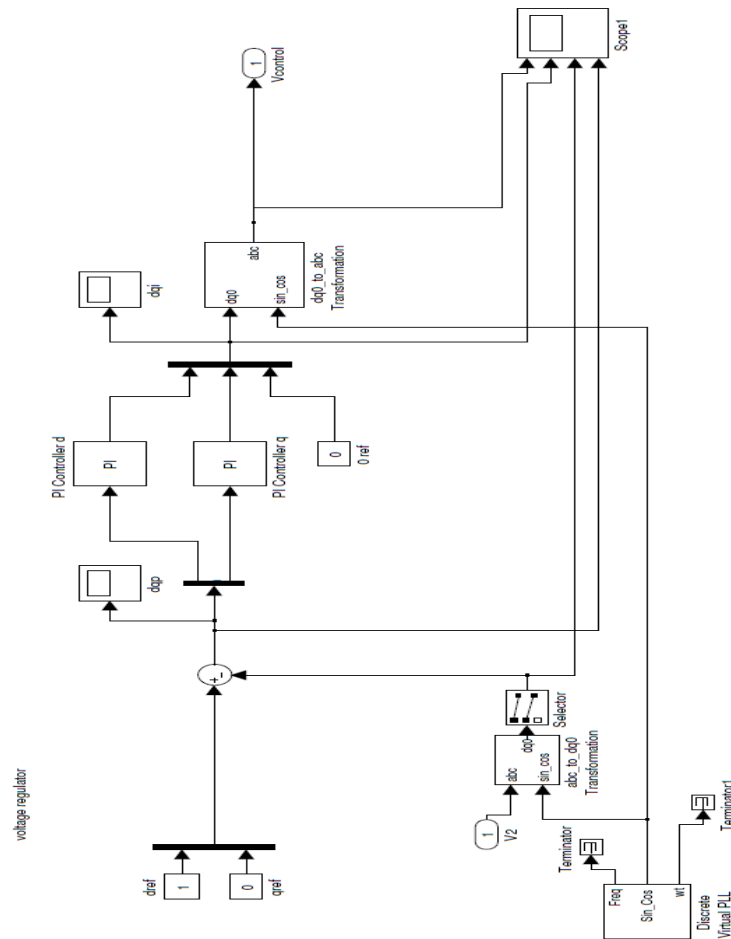 voltage regulator
dref
1
0
qref
+
-
dqp
PI Controller d
PI
PI
PI Controller q
0
0 ref
dqi
dq0
abc
sin_cos
dq0_to_abc
Transformation
1
Vcontrol
Scope1
1
V2
abc
dq0
sin_cos
abc_to_dq0
Transformation
Selector
Terminator
Freq
Sin_Cos
wt
Discrete
Virtual PLL
Terminator1